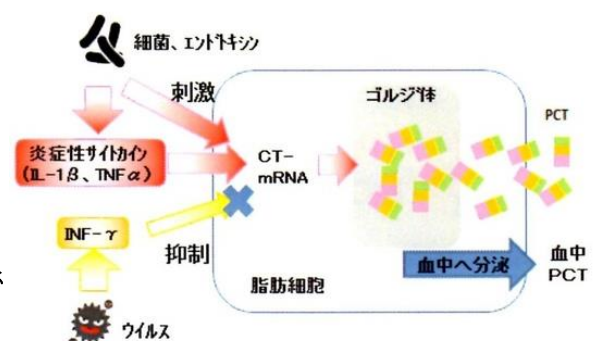 細菌、エンドトキシン
刺激
ゴルジ体
PCT
炎症性サイトカイン
(IL-1β、TNFα)
CT-
mRNA
INF-γ
抑制
血中へ分泌
血中
PCT
脂肪細胞
ウイルス